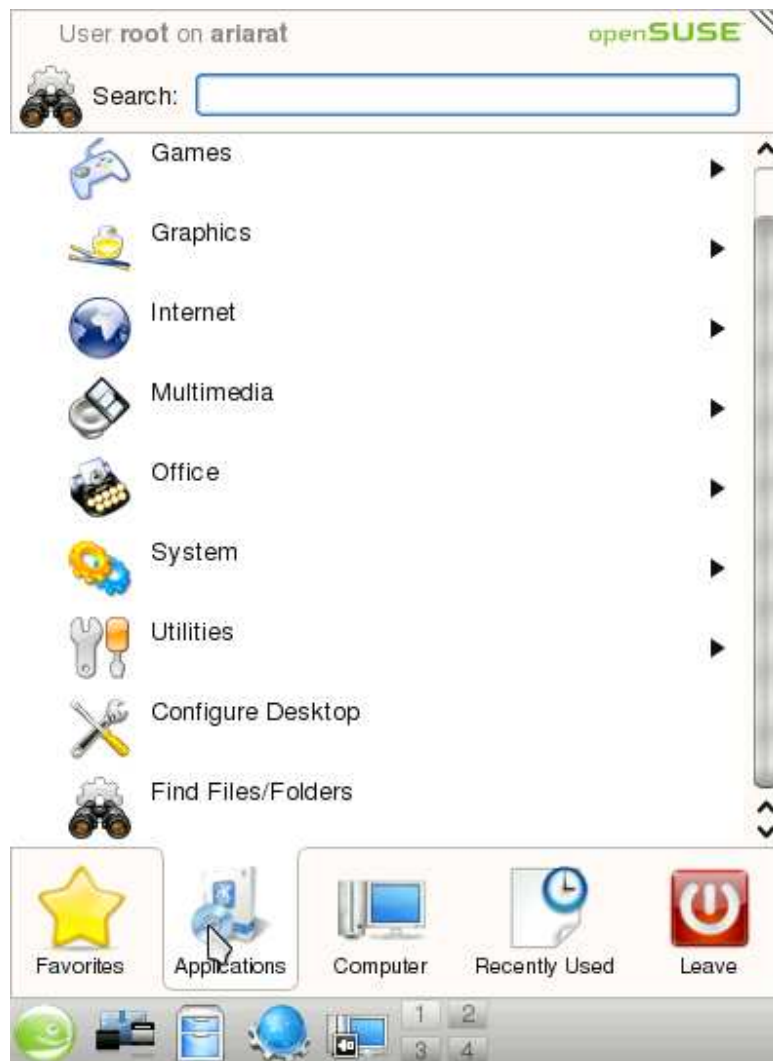 User root on ariarat
openSUSE
Search:
Games
Graphics
Internet
Multimedia
Office
System
Utilities
Configure Desktop
Find Files/Folders
Favorites
Applications
Computer
Recently Used
Leave
1 2
3 4